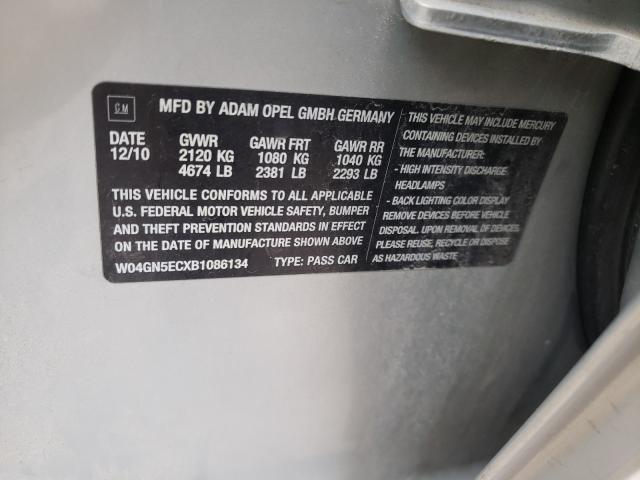 GM
MFD BY ADAM OPEL GMBH GERMANY
DATE GVWR GAWR FRT GAWR RR
12/10 2120 KG 1080 KG 1040 KG
4674 LB 2381 LB 2293 LB
THIS VEHICLE CONFORMS TO ALL APPLICABLE
U.S. FEDERAL MOTOR VEHICLE SAFETY, BUMPER
AND THEFT PREVENTION STANDARDS IN EFFECT
ON THE DATE OF MANUFACTURE SHOWN ABOVE
W04GN5ECXB1086134 TYPE: PASS CAR
THIS VEHICLE MAY INCLUDE MERCURY
CONTAINING DEVICES INSTALLED BY
THE MANUFACTURER:
- HIGH INTENSITY DISCHARGE
HEADLAMPS
- BACK LIGHTING COLOR DISPLAY
REMOVE DEVICES BEFORE VEHICLE
DISPOSAL. UPON REMOVAL OF DEVICES,
PLEASE REUSE, RECYCLE OR DISPOSE
AS HAZARDOUS WASTE